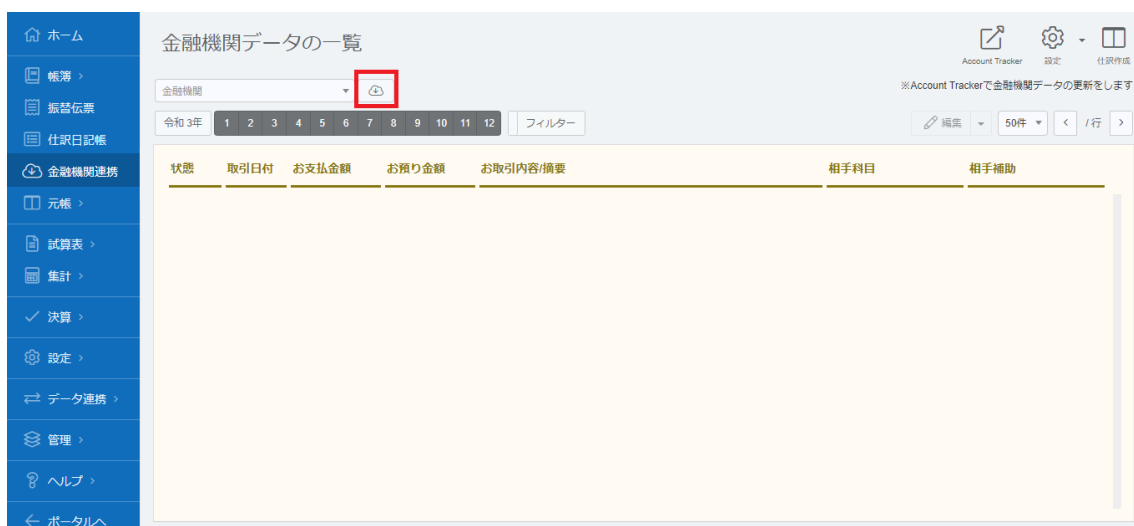 ホーム
帳簿
振替伝票
仕訳日記帳
金融機関連携
元帳
試算表
集計
決算
設定
データ連携
管理
ヘルプ
ポータルへ
金融機関データの一覧
Account Tracker
設定
仕訳作成
※Account Trackerで金融機関データの更新をします
金融機関
令和 3年 1 2 3 4 5 6 7 8 9 10 11 12 フィルター 編集 50件 /行
状態 取引日付 お支払金額 お預り金額 お取引内容/摘要 相手科目 相手補助